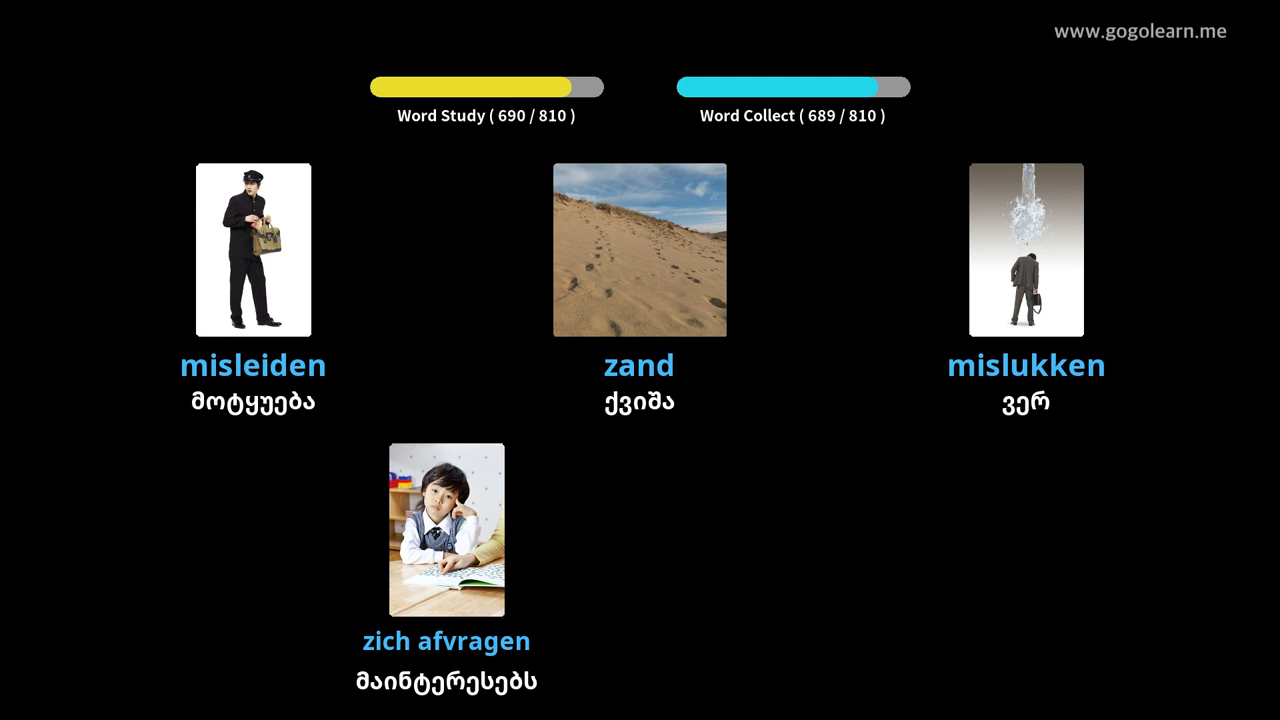 www.gogolearn.me
Word Study ( 690 / 810 )
Word Collect ( 689 / 810 )
misleiden
მოტყუება
zand
ქვიშა
mislukken
ვერ
zich afvragen
მაინტერესებს